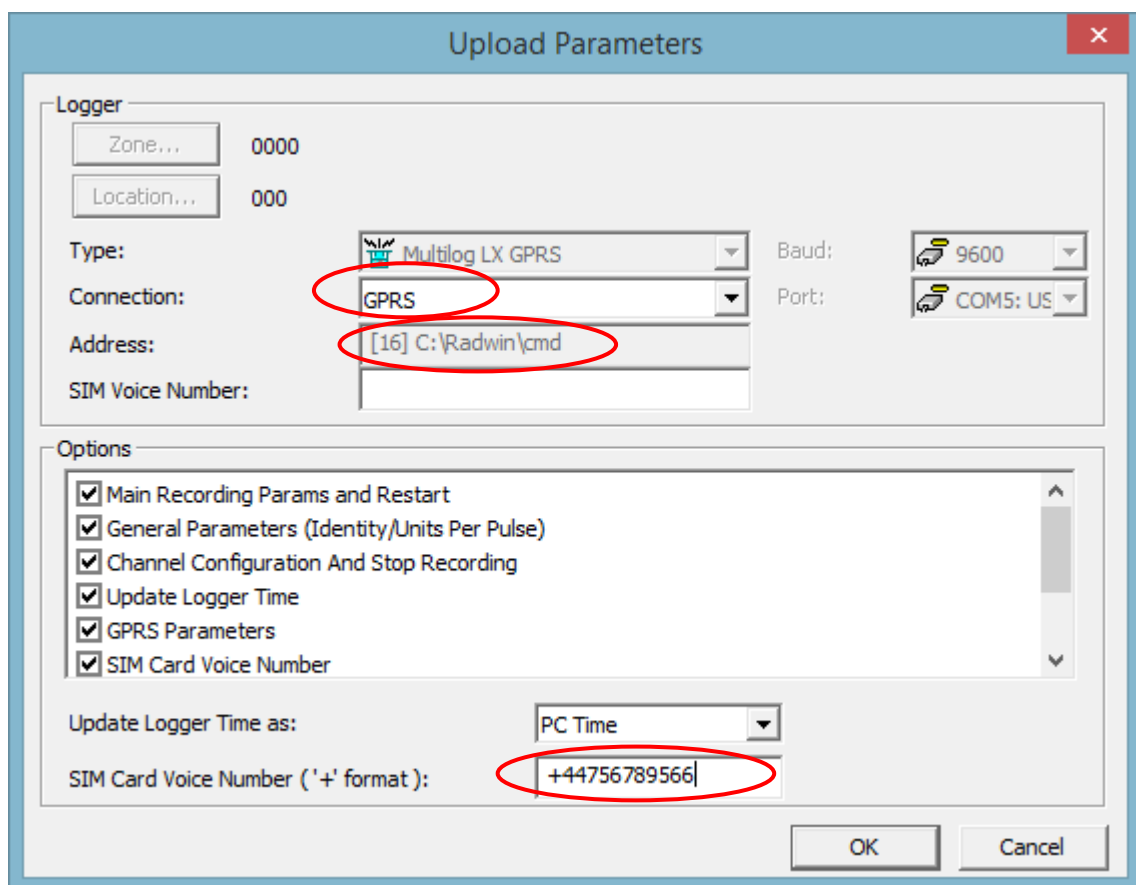 Upload Parameters
Logger
Zone... 0000
Location... 000
Type: Multilog LX GPRS Baud: 9600
Connection: GPRS Port: COM5: US
Address: [16] C:\Radwin\cmd
SIM Voice Number:
Options
Main Recording Params and Restart
General Parameters (Identity/Units Per Pulse)
Channel Configuration And Stop Recording
Update Logger Time
GPRS Parameters
SIM Card Voice Number
Update Logger Time as: PC Time
SIM Card Voice Number ( '+' format ): +44756789566
OK Cancel